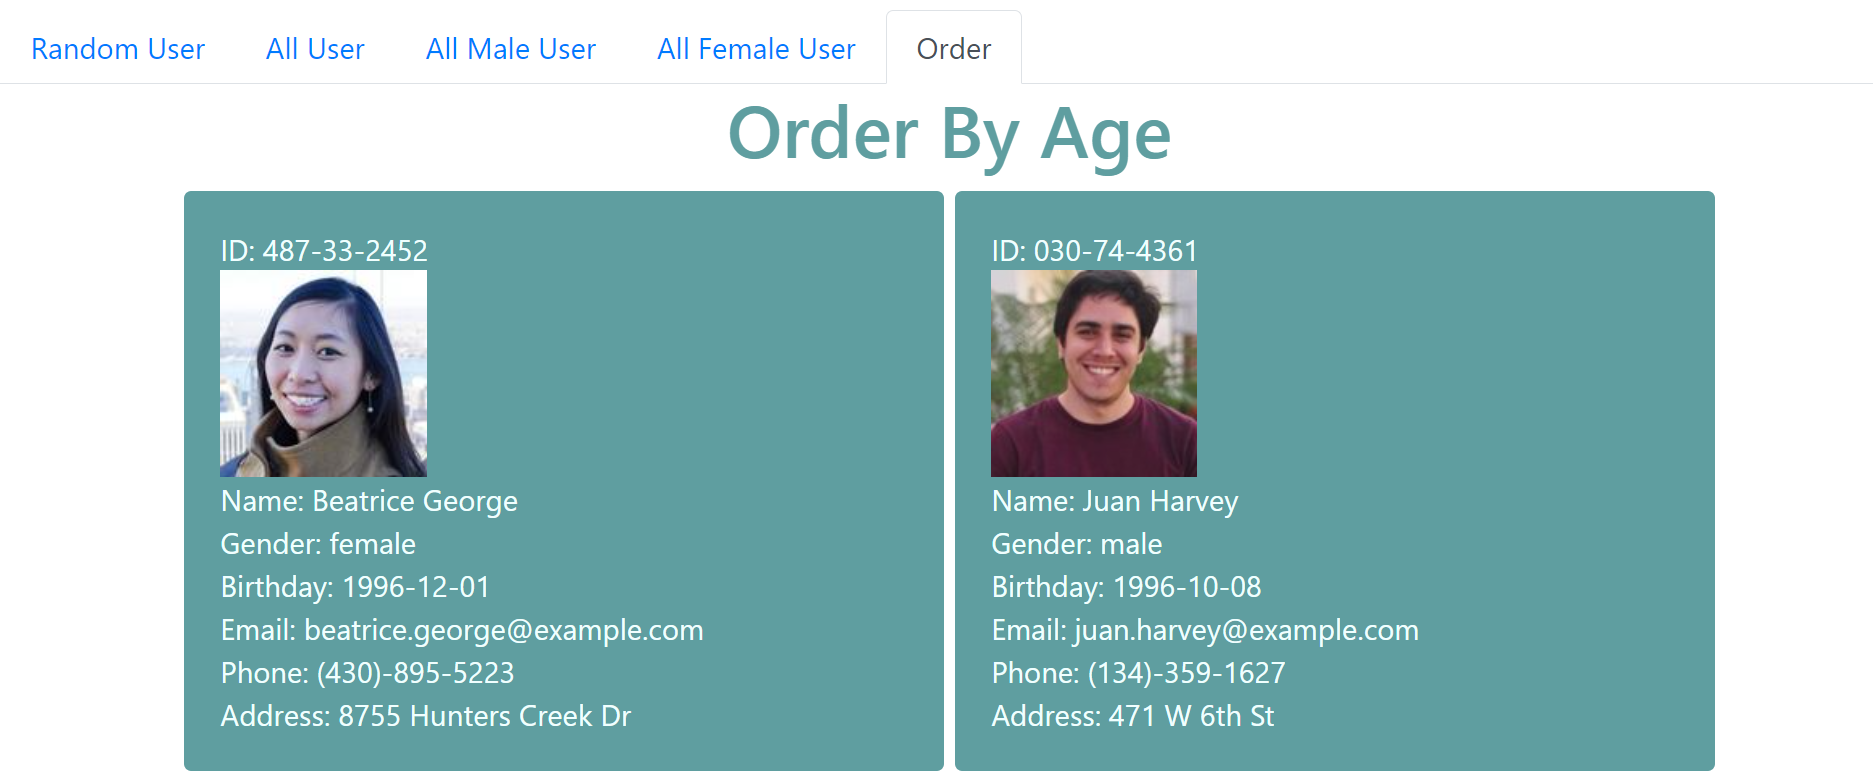 Random User
All User
All Male User
All Female User
Order
Order By Age
ID: 487-33-2452
Name: Beatrice George
Gender: female
Birthday: 1996-12-01
Email: beatrice.george@example.com
Phone: (430)-895-5223
Address: 8755 Hunters Creek Dr
ID: 030-74-4361
Name: Juan Harvey
Gender: male
Birthday: 1996-10-08
Email: juan.harvey@example.com
Phone: (134)-359-1627
Address: 471 W 6th St